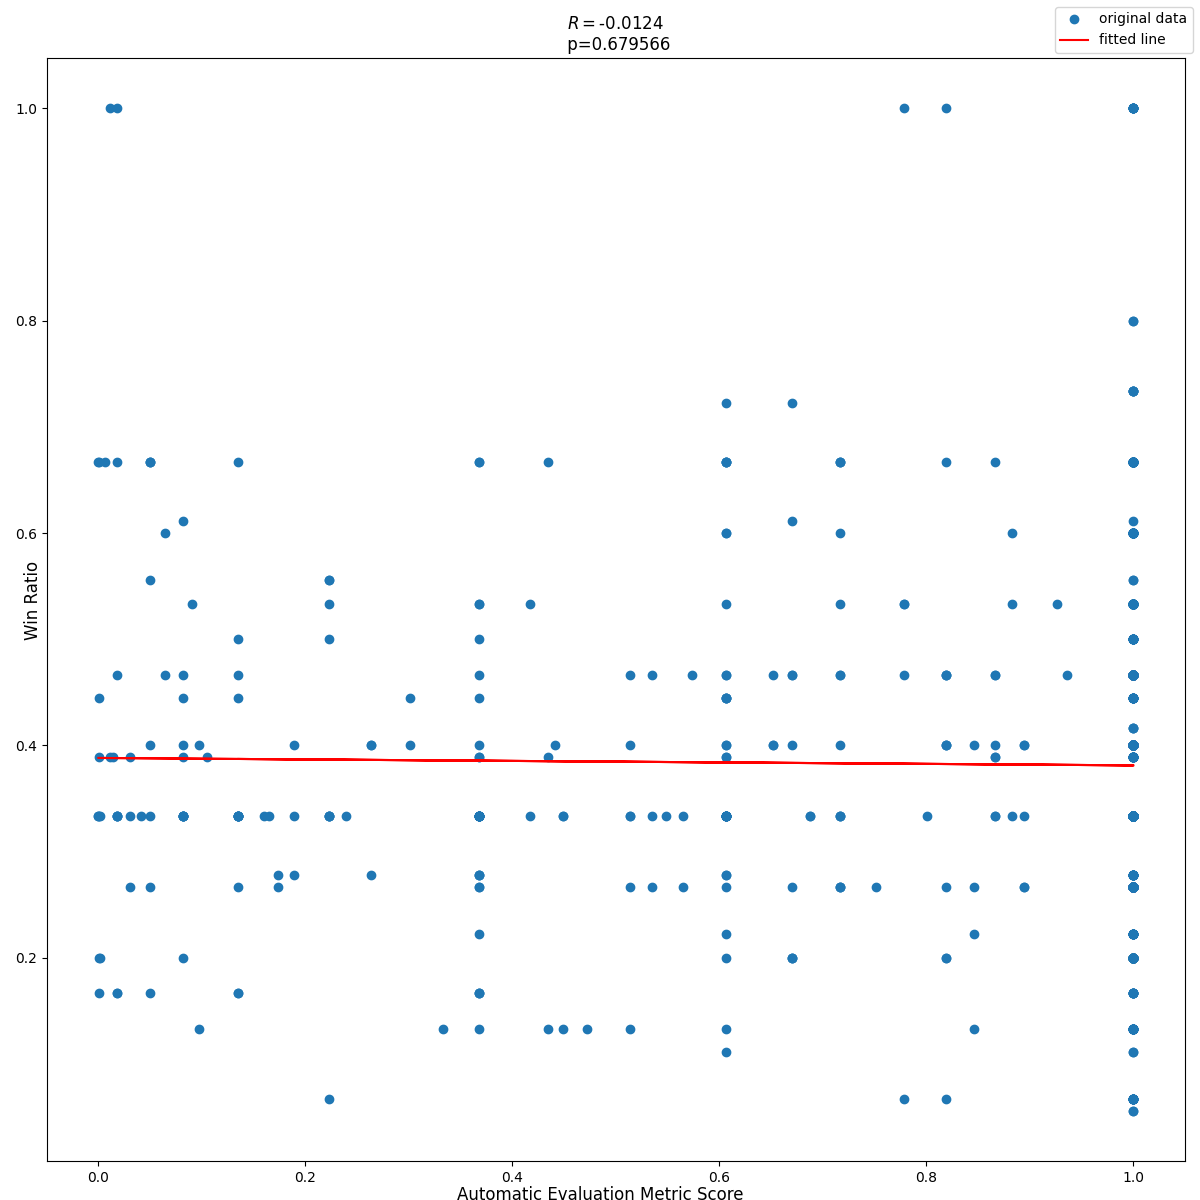 R = -0.0124
p=0.679566
original data
fitted line
1.0
0.8
0.6
0.4
0.2
Win Ratio
0.0 0.2 0.4 0.6 0.8 1.0
Automatic Evaluation Metric Score